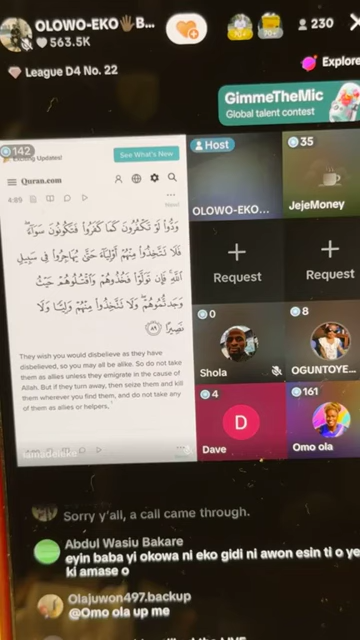 OLOWO-EKO🖐🏿B...
563.5K
230
League D4 No. 22
Explore
GimmeTheMic
Global talent contest
142
Exciting Updates!
See What's New
Quran.com
4:89
وَدُّوا۟ لَوْ تَكْفُرُونَ كَمَا كَفَرُوا۟ فَتَكُونُونَ سَوَآءً ۖ
فَلَا تَتَّخِذُوا۟ مِنْهُمْ أَوْلِيَآءَ حَتَّىٰ يُهَاجِرُوا۟ فِى سَبِيلِ
ٱللَّهِ ۚ فَإِن تَوَلَّوْا۟ فَخُذُوهُمْ وَٱقْتُلُوهُمْ حَيْثُ
وَجَدتُّمُوهُمْ ۖ وَلَا تَتَّخِذُوا۟ مِنْهُمْ وَلِيًّا وَلَا
نَصِيرًا ٨٩
They wish you would disbelieve as they have
disbelieved, so you may all be alike. So do not take
them as allies unless they emigrate in the cause of
Allah. But if they turn away, then seize them and kill
them wherever you find them, and do not take any
of them as allies or helpers,
Host
OLOWO-EKO...
35
JejeMoney
Request
Request
0
Shola
8
OGUNTOYE...
4
D
Dave
161
Omo ola
Sorry y'all, a call came through.
Abdul Wasiu Bakare
eyin baba yi okowa ni eko gidi ni awon esin ti o ye
ki amase o
Olajuwon497.backup
@Omo ola up me